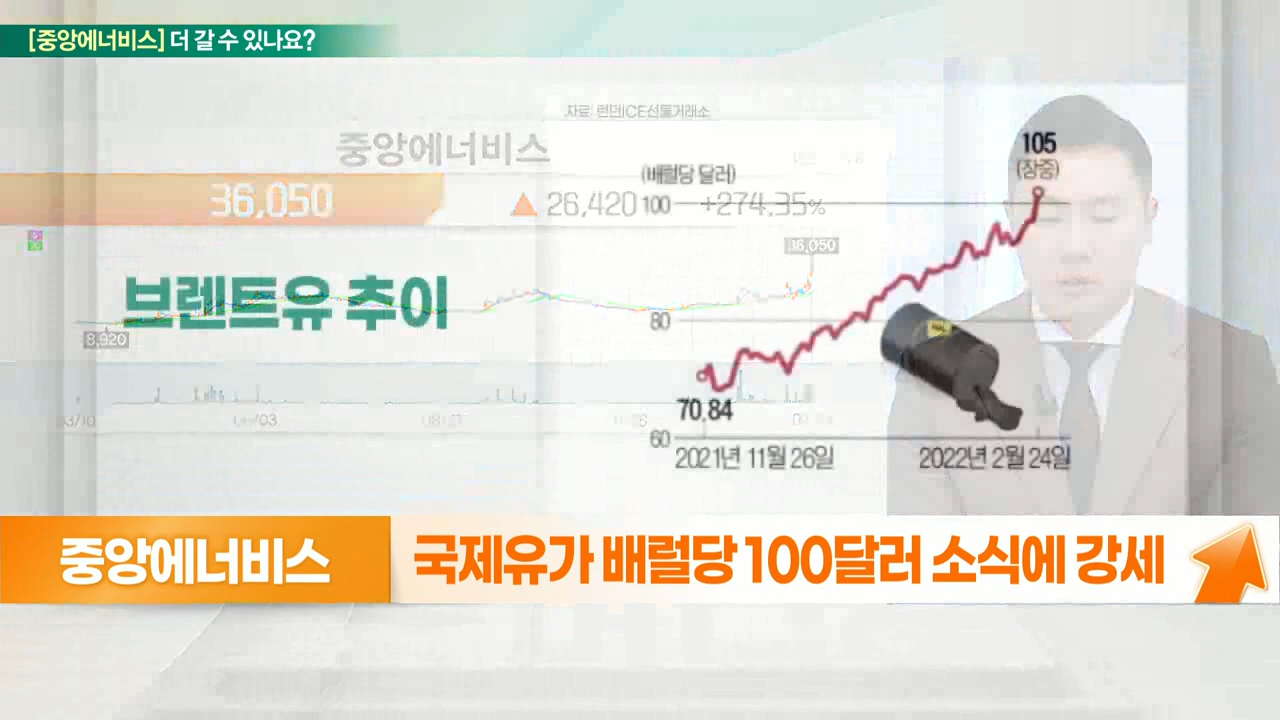 [중앙에너비스] 더 갈 수 있나요?
자료: 런던ICE선물거래소
중앙에너비스
105
(장중)
(배럴당 달러)
36,050
▲ 26,420
+274.35%
100
36,050
브렌트유 추이
80
8,920
70.84
60
2021년 11월 26일
2022년 2월 24일
중앙에너비스
국제유가 배럴당 100달러 소식에 강세